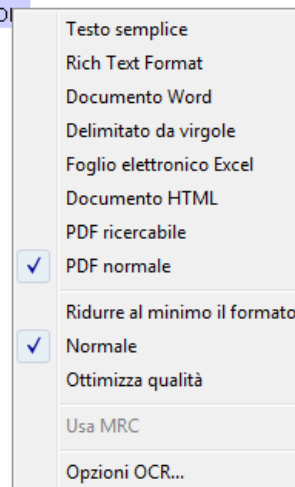 Testo semplice
Rich Text Format
Documento Word
Delimitato da virgole
Foglio elettronico Excel
Documento HTML
PDF ricercabile
PDF normale
Ridurre al minimo il formato
Normale
Ottimizza qualità
Usa MRC
Opzioni OCR...